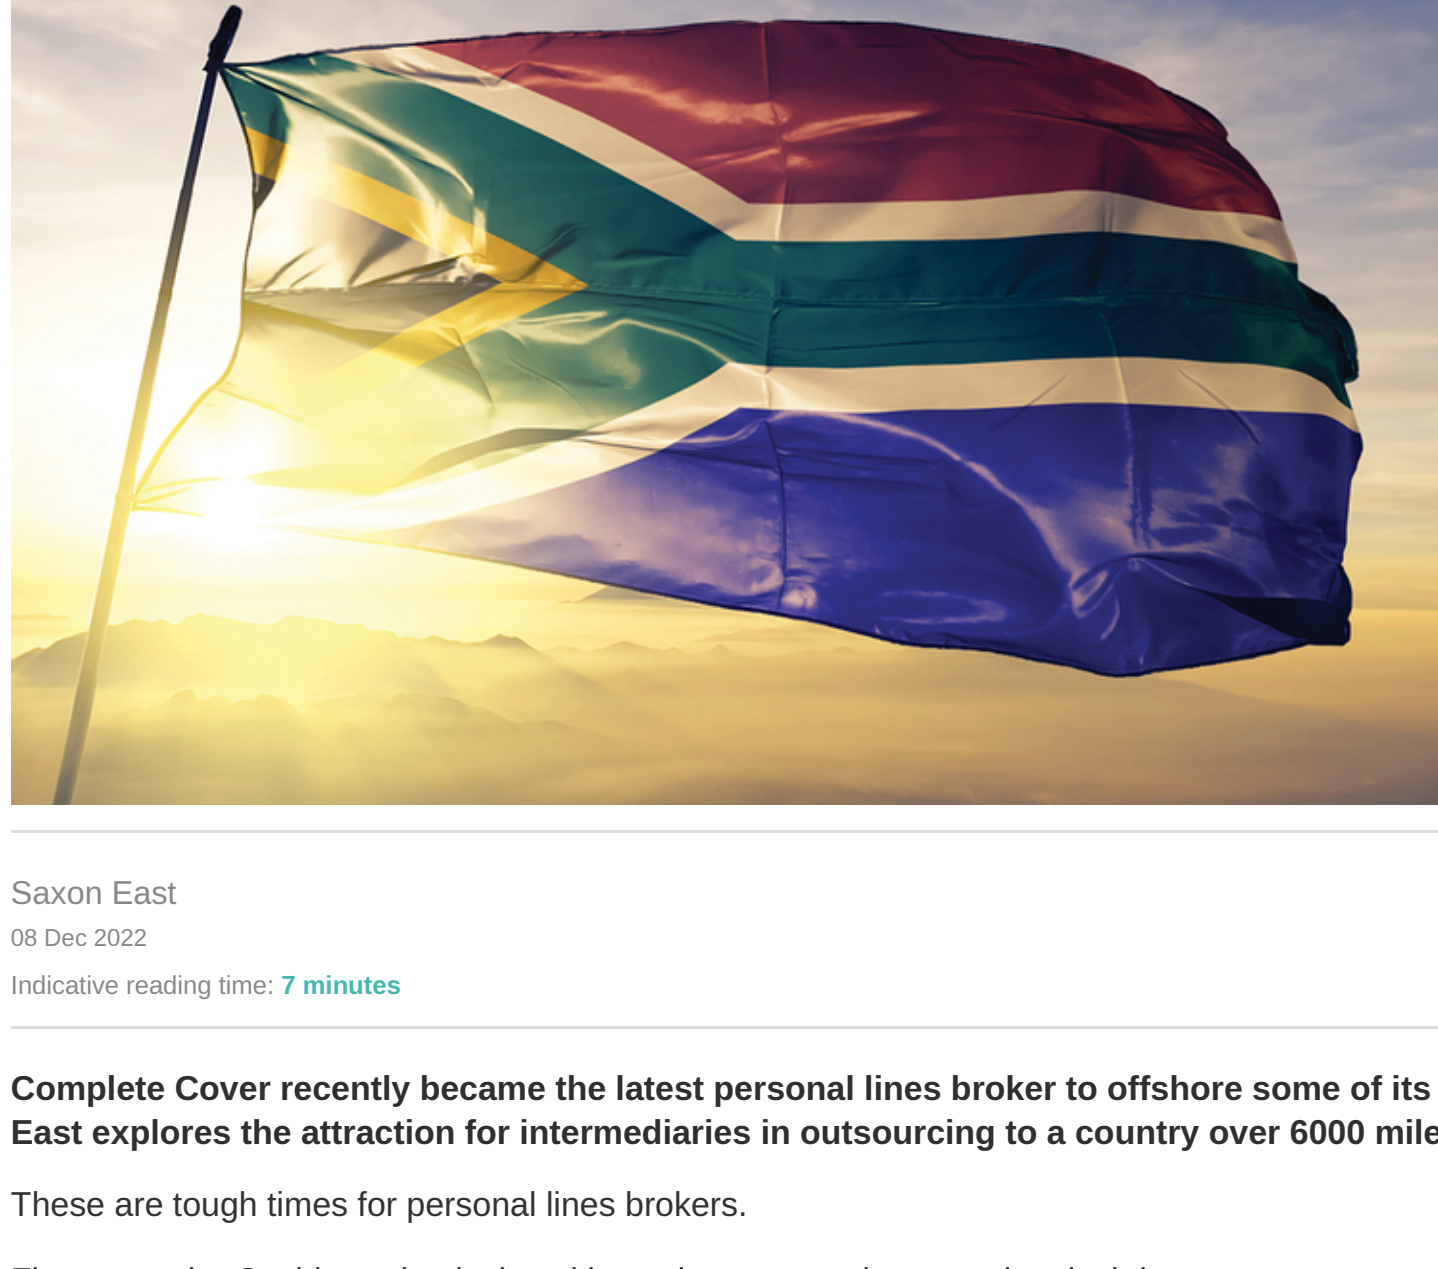 Saxon East
08 Dec 2022
Indicative reading time: 7 minutes
Complete Cover recently became the latest personal lines broker to offshore some of its
East explores the attraction for intermediaries in outsourcing to a country over 6000 mile
These are tough times for personal lines brokers.